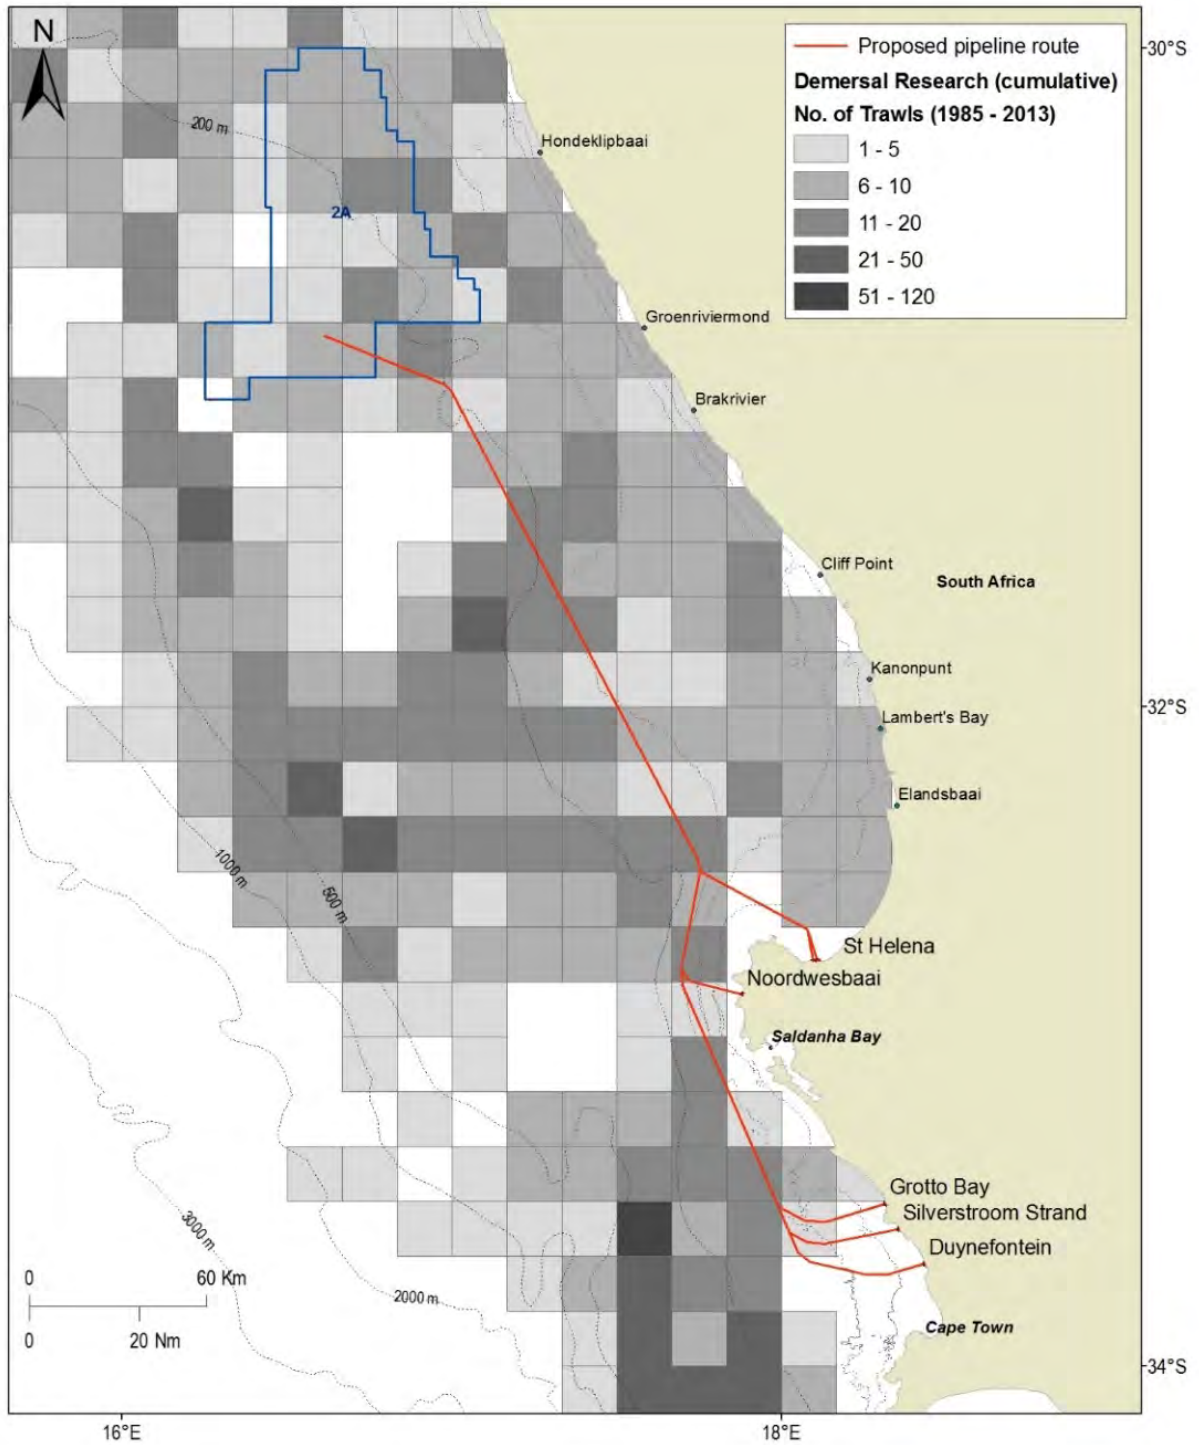 N
30°S
Proposed pipeline route
Demersal Research (cumulative)
No. of Trawls (1985 - 2013)
1 - 5
6 - 10
11 - 20
21 - 50
51 - 120
200 m
Hondeklipbaai
2A
Groenriviermond
Brakrivier
Cliff Point
South Africa
Kanonpunt
32°S
Lambert's Bay
Elandsbaai
1000 m
500 m
St Helena
Noordwesbaai
Saldanha Bay
Grotto Bay
Silverstroom Strand
3000 m
Duynefontein
0 60 Km
2000 m
Cape Town
0 20 Nm
34°S
16°E 18°E